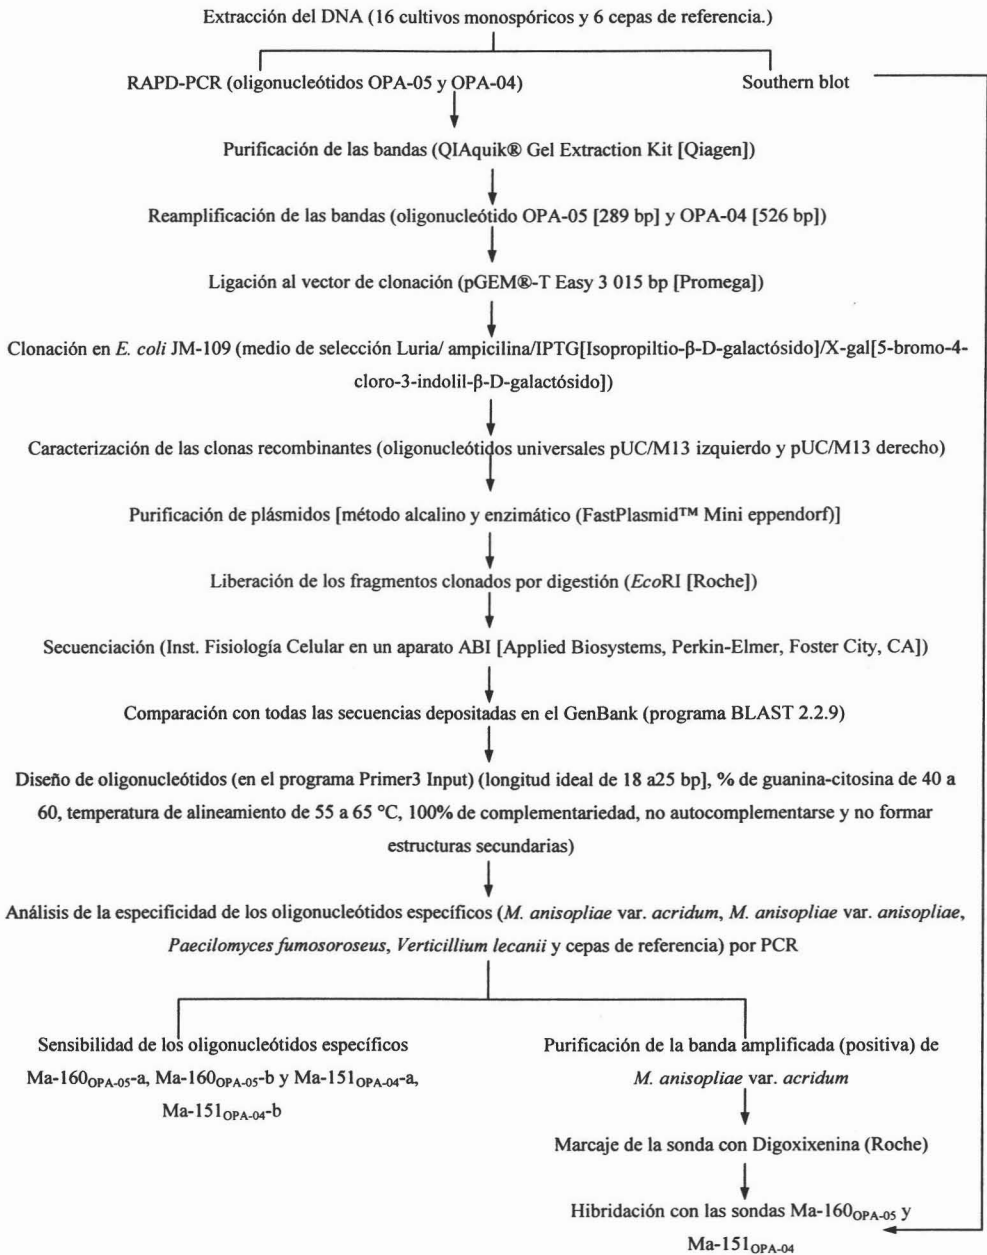 Extracción del DNA (16 cultivos monospóricos y 6 cepas de referencia.)
RAPD-PCR (oligonucleótidos OPA-05 y OPA-04)
Southern blot
Purificación de las bandas (QIAquik® Gel Extraction Kit [Qiagen])
Reamplificación de las bandas (oligonucleótido OPA-05 [289 bp] y OPA-04 [526 bp])
Ligación al vector de clonación (pGEM®-T Easy 3 015 bp [Promega])
Clonación en E. coli JM-109 (medio de selección Luria/ ampicilina/IPTG[Isopropiltio-β-D-galactósido]/X-gal[5-bromo-4-
cloro-3-indolil-β-D-galactósido])
Caracterización de las clonas recombinantes (oligonucleótidos universales pUC/M13 izquierdo y pUC/M13 derecho)
Purificación de plásmidos [método alcalino y enzimático (FastPlasmid™ Mini eppendorf)]
Liberación de los fragmentos clonados por digestión (EcoRI [Roche])
Secuenciación (Inst. Fisiología Celular en un aparato ABI [Applied Biosystems, Perkin-Elmer, Foster City, CA])
Comparación con todas las secuencias depositadas en el GenBank (programa BLAST 2.2.9)
Diseño de oligonucleótidos (en el programa Primer3 Input) (longitud ideal de 18 a25 bp], % de guanina-citosina de 40 a
60, temperatura de alineamiento de 55 a 65 °C, 100% de complementariedad, no autocomplementarse y no formar
estructuras secundarias)
Análisis de la especificidad de los oligonucleótidos específicos (M. anisopliae var. acridum, M. anisopliae var. anisopliae,
Paecilomyces fumosoroseus, Verticillium lecanii y cepas de referencia) por PCR
Sensibilidad de los oligonucleótidos específicos
Ma-160OPA-05-a, Ma-160OPA-05-b y Ma-151OPA-04-a,
Ma-151OPA-04-b
Purificación de la banda amplificada (positiva) de
M. anisopliae var. acridum
Marcaje de la sonda con Digoxixenina (Roche)
Hibridación con las sondas Ma-160OPA-05 y
Ma-151OPA-04